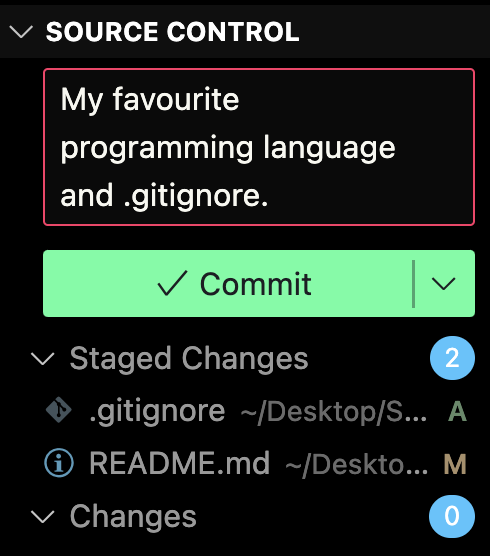 SOURCE CONTROL
My favourite
programming language
and .gitignore.
Commit
Staged Changes 2
.gitignore ~/Desktop/S... A
README.md ~/Deskto... M
Changes 0